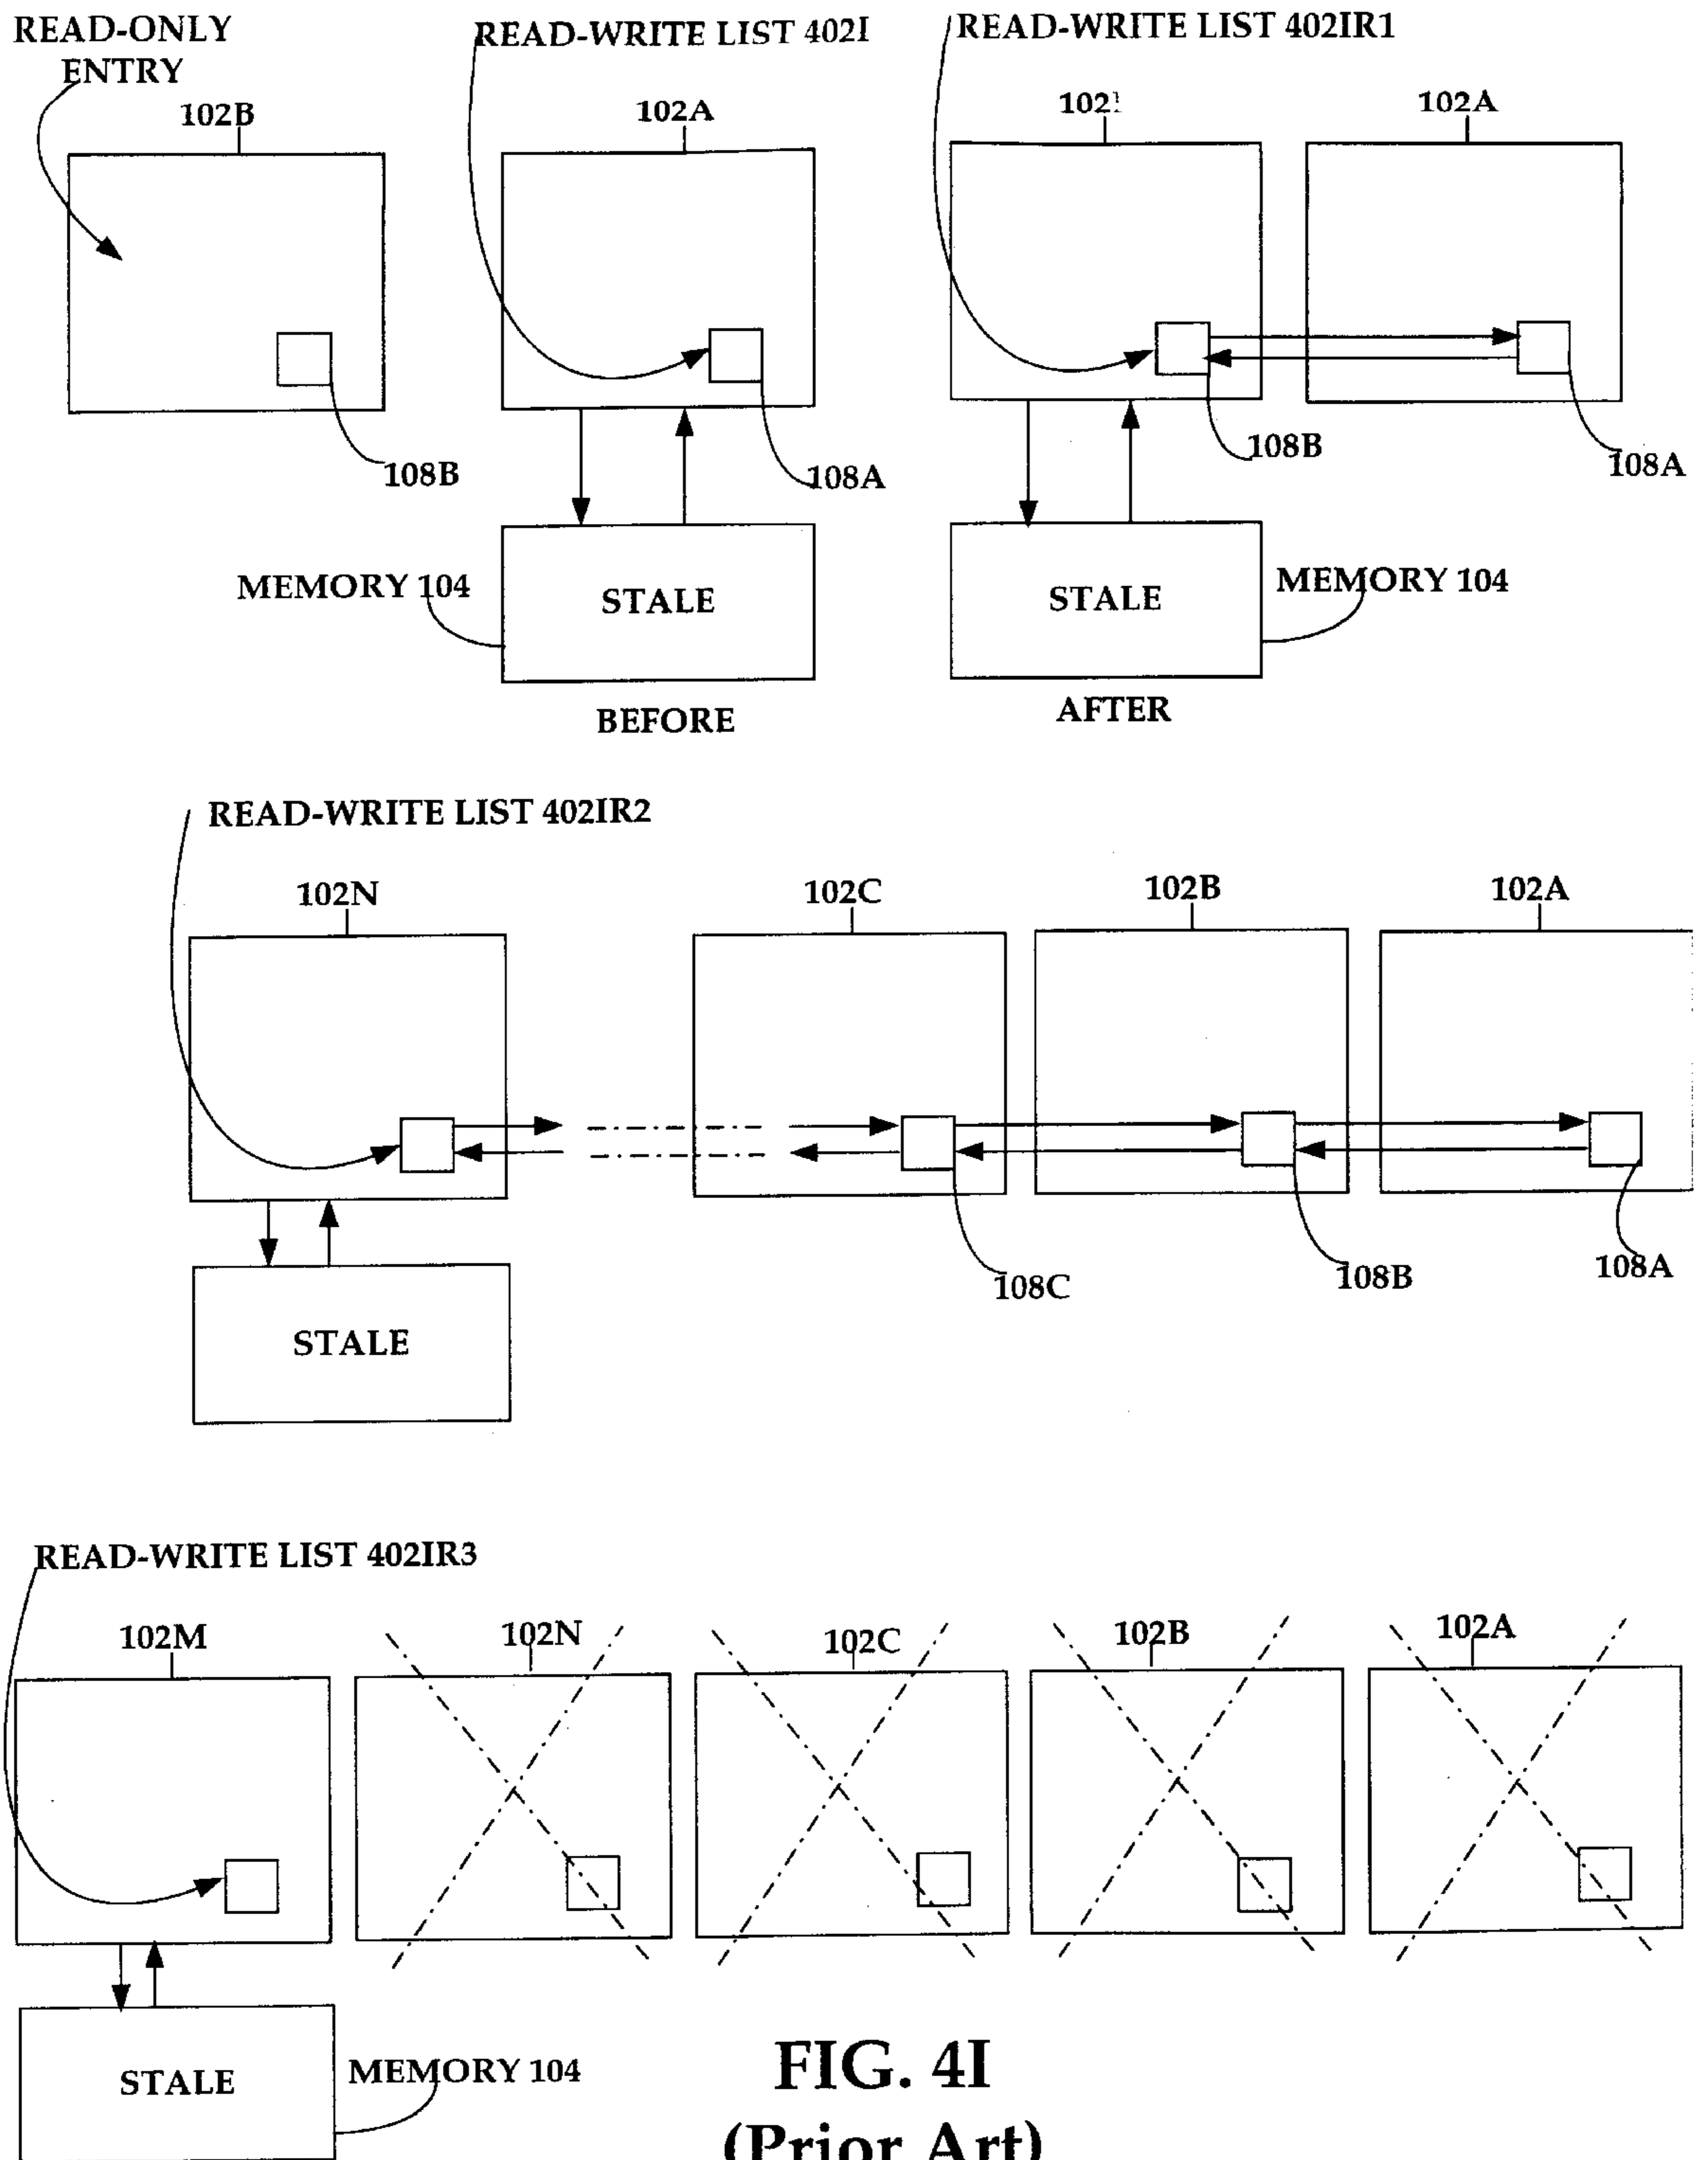 READ-ONLY
ENTRY
READ-WRITE LIST 402I
READ-WRITE LIST 402IR1
102B
102A
102A
108B
108A
108B
108A
MEMORY 104
STALE
STALE
MEMORY 104
BEFORE
AFTER
READ-WRITE LIST 402IR2
102N
102C
102B
102A
108C
108B
108A
STALE
READ-WRITE LIST 402IR3
102M
102N
102C
102B
102A
STALE
MEMORY 104
FIG. 4I
(Prior Art)